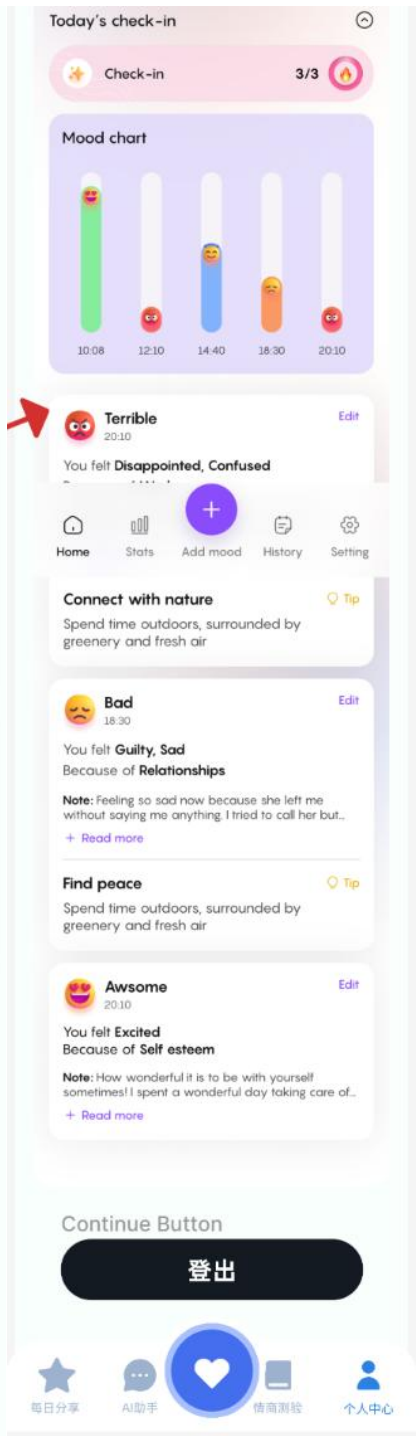 Today's check-in
Check-in 3/3
Mood chart
10:08 12:10 14:40 18:30 20:10
Terrible Edit
20:10
You felt Disappointed, Confused
Home Stats Add mood History Setting
Connect with nature Tip
Spend time outdoors, surrounded by
greenery and fresh air
Bad Edit
18:30
You felt Guilty, Sad
Because of Relationships
Note: Feeling so sad now because she left me
without saying me anything. I tried to call her but...
+ Read more
Find peace Tip
Spend time outdoors, surrounded by
greenery and fresh air
Awsome Edit
20:10
You felt Excited
Because of Self esteem
Note: How wonderful it is to be with yourself
sometimes! I spent a wonderful day taking care of...
+ Read more
Continue Button
登出
每日分享 AI助手 情商测验 个人中心